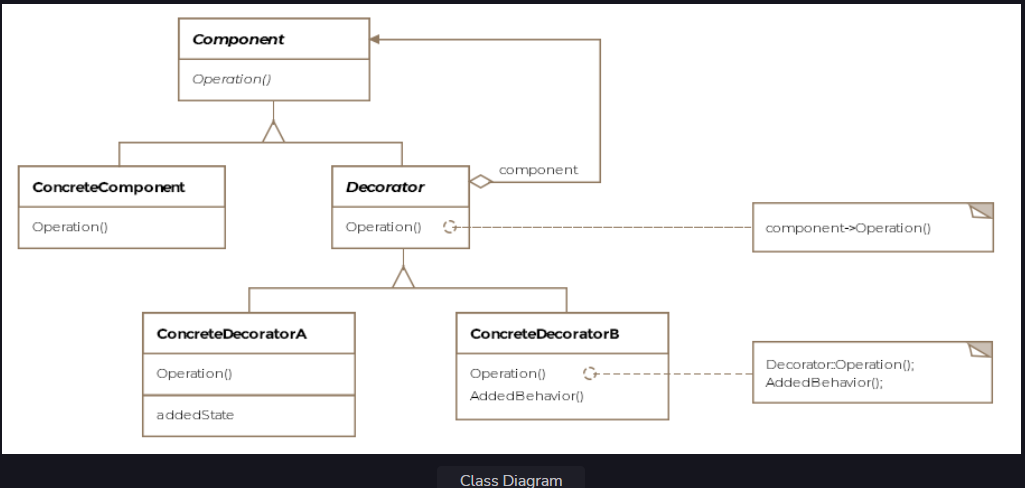 Component
Operation()
component
ConcreteComponent
Operation()
Decorator
Operation()
component->Operation()
ConcreteDecoratorA
Operation()
addedState
ConcreteDecoratorB
Operation()
AddedBehavior()
Decorator::Operation();
AddedBehavior();
Class Diagram